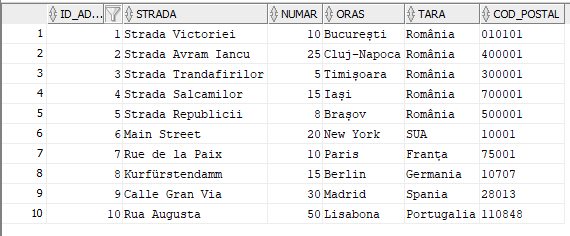 ID_AD... STRADA NUMAR ORAS TARA COD_POSTAL
1 1 Strada Victoriei 10 București România 010101
2 2 Strada Avram Iancu 25 Cluj-Napoca România 400001
3 3 Strada Trandafirilor 5 Timișoara România 300001
4 4 Strada Salcamilor 15 Iași România 700001
5 5 Strada Republicii 8 Brașov România 500001
6 6 Main Street 20 New York SUA 10001
7 7 Rue de la Paix 10 Paris Franța 75001
8 8 Kurfürstendamm 15 Berlin Germania 10707
9 9 Calle Gran Via 30 Madrid Spania 28013
10 10 Rua Augusta 50 Lisabona Portugalia 110848